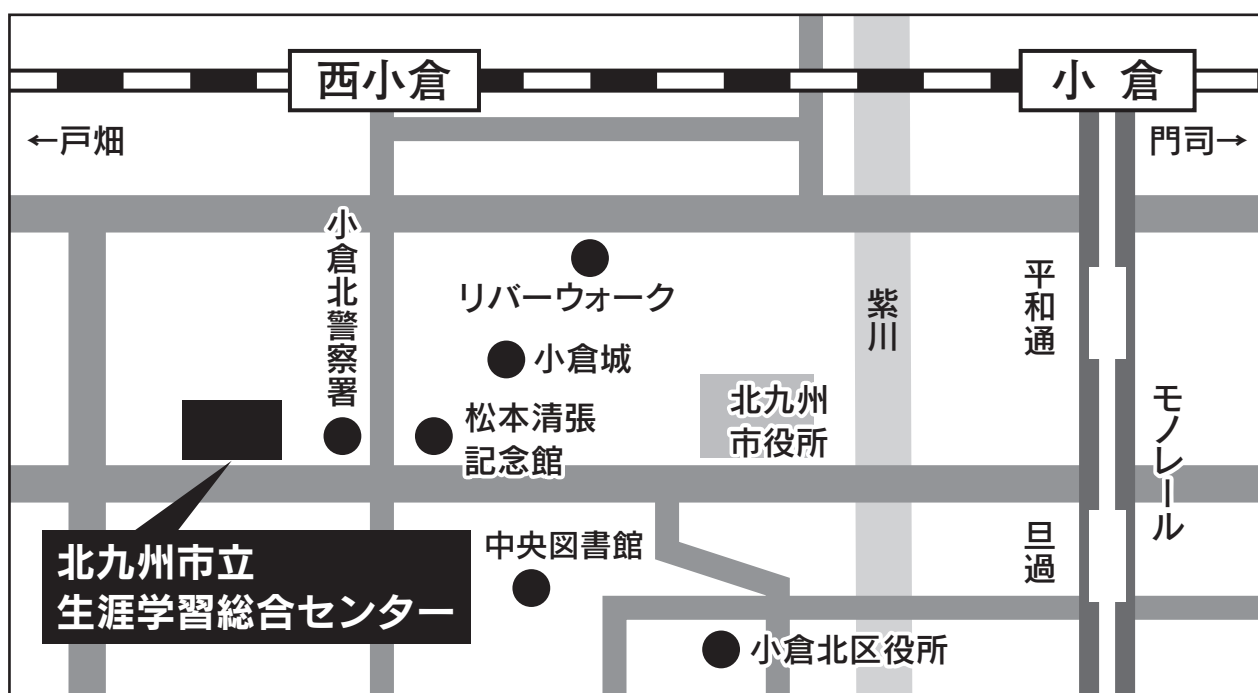 西小倉
小倉
←戸畑
門司→
小倉北警察署
リバーウォーク
紫川
平和通
小倉城
松本清張
記念館
北九州
市役所
モノレール
北九州市立
生涯学習総合センター
中央図書館
旦過
小倉北区役所